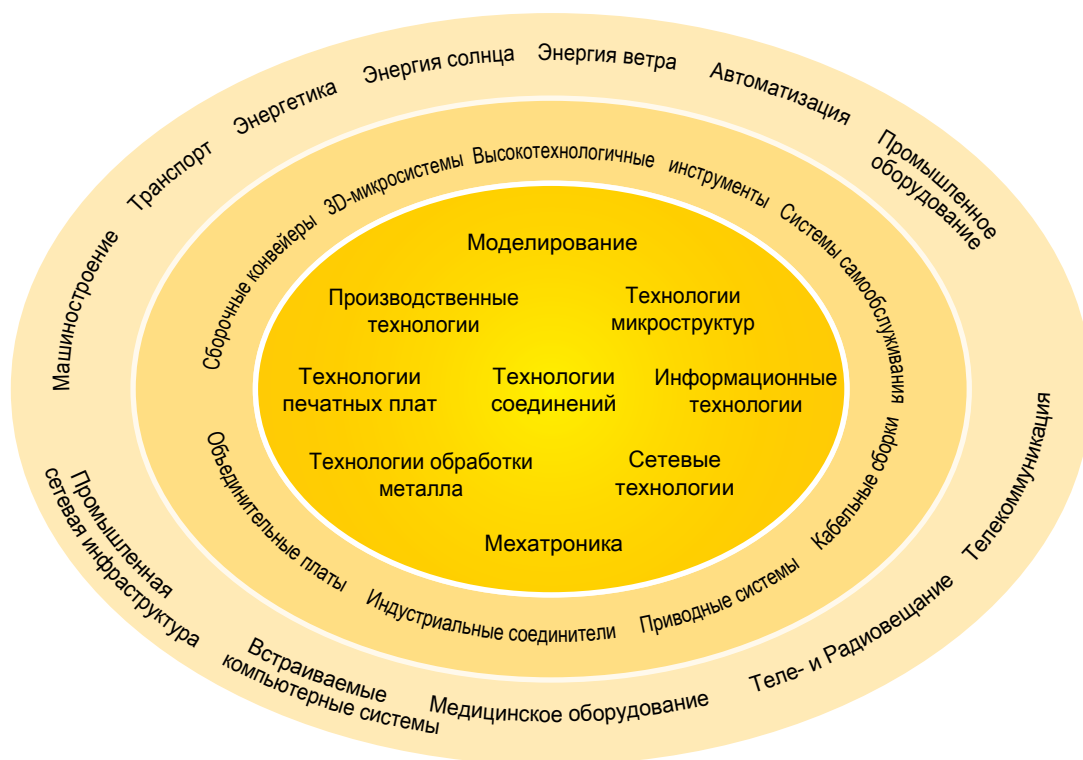 Энергия солнца
Энергия ветра
Автоматизация
Промышленное
оборудование
Энергетика
Транспорт
Машиностроение
Сборочные конвейеры
3D-микросистемы
Высокотехнологичные инструменты
Системы самообслуживания
Моделирование
Производственные
технологии
Технологии
микроструктур
Технологии
печатных плат
Технологии
соединений
Информационные
технологии
Технологии обработки
металла
Сетевые
технологии
Мехатроника
Объединительные платы
Индустриальные соединители
Приводные системы
Кабельные сборки
Промышленная
сетевая инфраструктура
Встраиваемые
компьютерные системы
Медицинское оборудование
Теле- и Радиовещание
Телекоммуникация